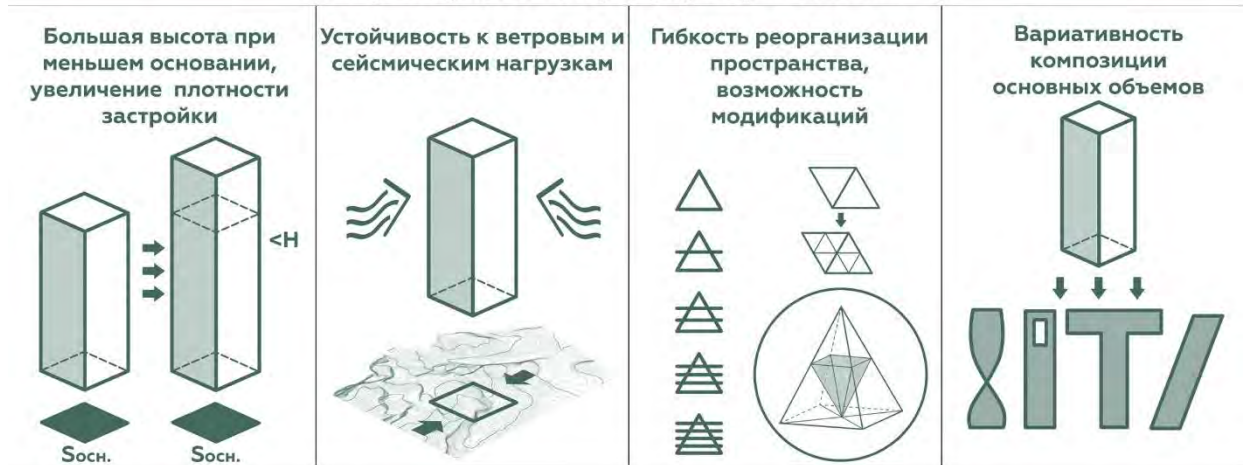 Большая высота при
меньшем основании,
увеличение плотности
застройки
<H
Sосн.
Sосн.
Устойчивость к ветровым и
сейсмическим нагрузкам
Гибкость реорганизации
пространства,
возможность
модификаций
Вариативность
композиции
основных объемов